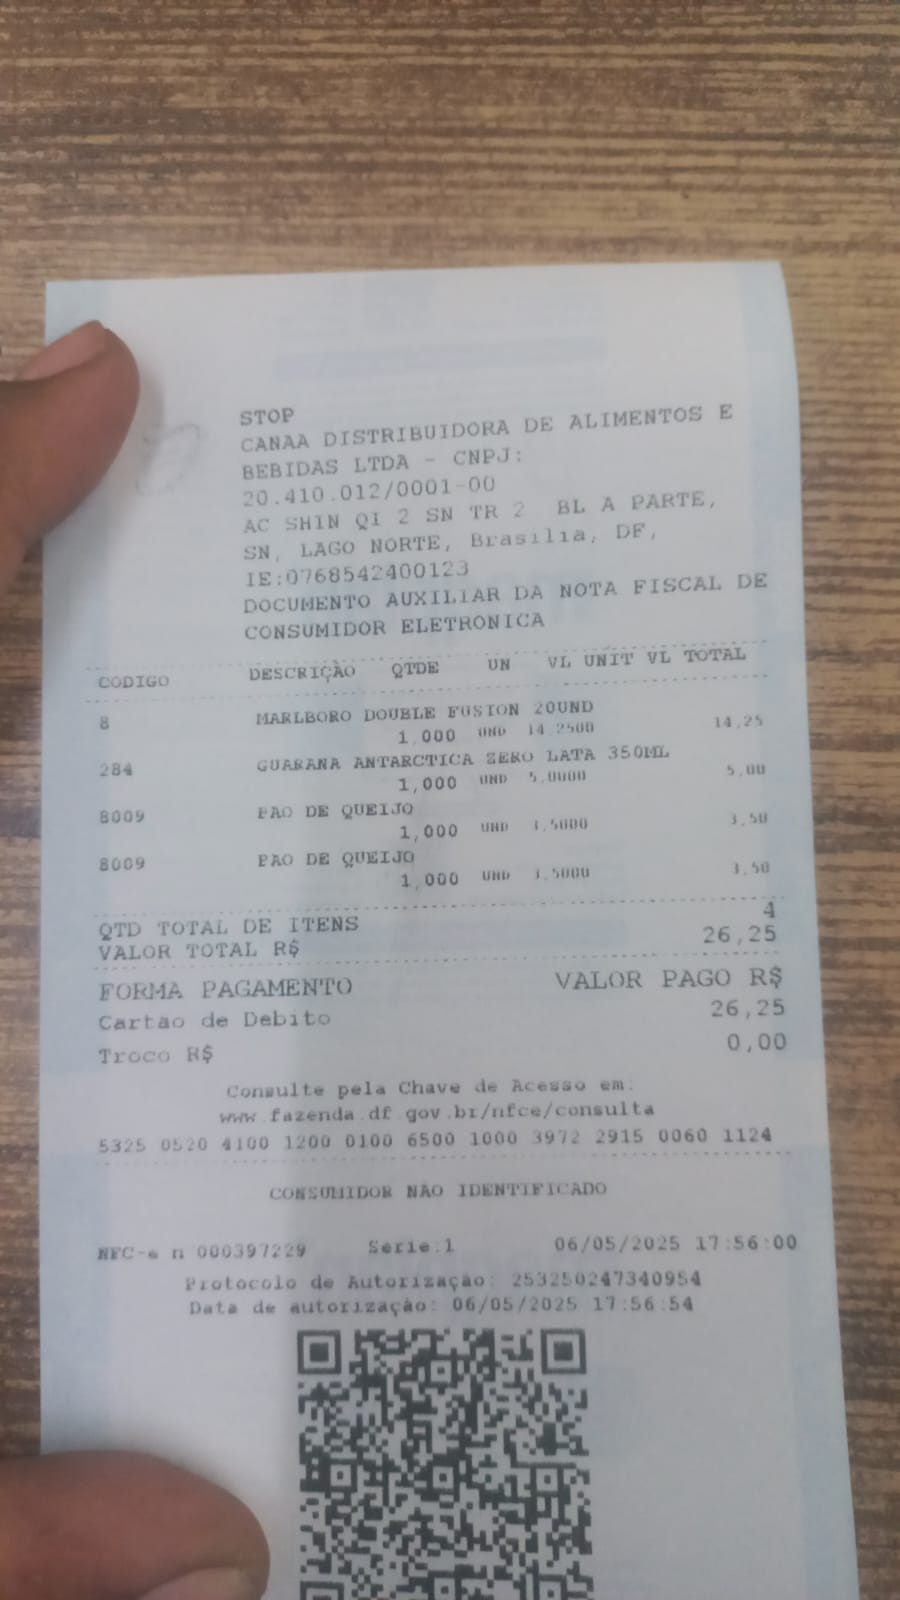 STOP
CANAA DISTRIBUIDORA DE ALIMENTOS E
BEBIDAS LTDA - CNPJ:
20.410.012/0001-00
AC SHIN QI 2 SN TR 2 BL A PARTE,
SN, LAGO NORTE, Brasilia, DF,
IE:0768542400123
DOCUMENTO AUXILIAR DA NOTA FISCAL DE
CONSUMIDOR ELETRONICA
CODIGO DESCRIÇÃO QTDE UN VL UNIT VL TOTAL
8 MARLBORO DOUBLE FUSION 20UND
1,000 UND 14,2500 14,25
284 GUARANA ANTARCTICA ZERO LATA 350ML
1,000 UND 5,0000 5,00
8009 PAO DE QUEIJO
1,000 UND 3,5000 3,50
8009 PAO DE QUEIJO
1,000 UND 3,5000 3,50
QTD TOTAL DE ITENS 4
VALOR TOTAL R$ 26,25
FORMA PAGAMENTO VALOR PAGO R$
Cartao de Debito 26,25
Troco R$ 0,00
Consulte pela Chave de Acesso em:
www.fazenda.df.gov.br/nfce/consulta
5325 0520 4100 1200 0100 6500 1000 3972 2915 0060 1124
CONSUMIDOR NAO IDENTIFICADO
NFC-e n 000397229 Serie:1 06/05/2025 17:56:00
Protocolo de Autorização: 253250247340954
Data de autorização: 06/05/2025 17:56:54